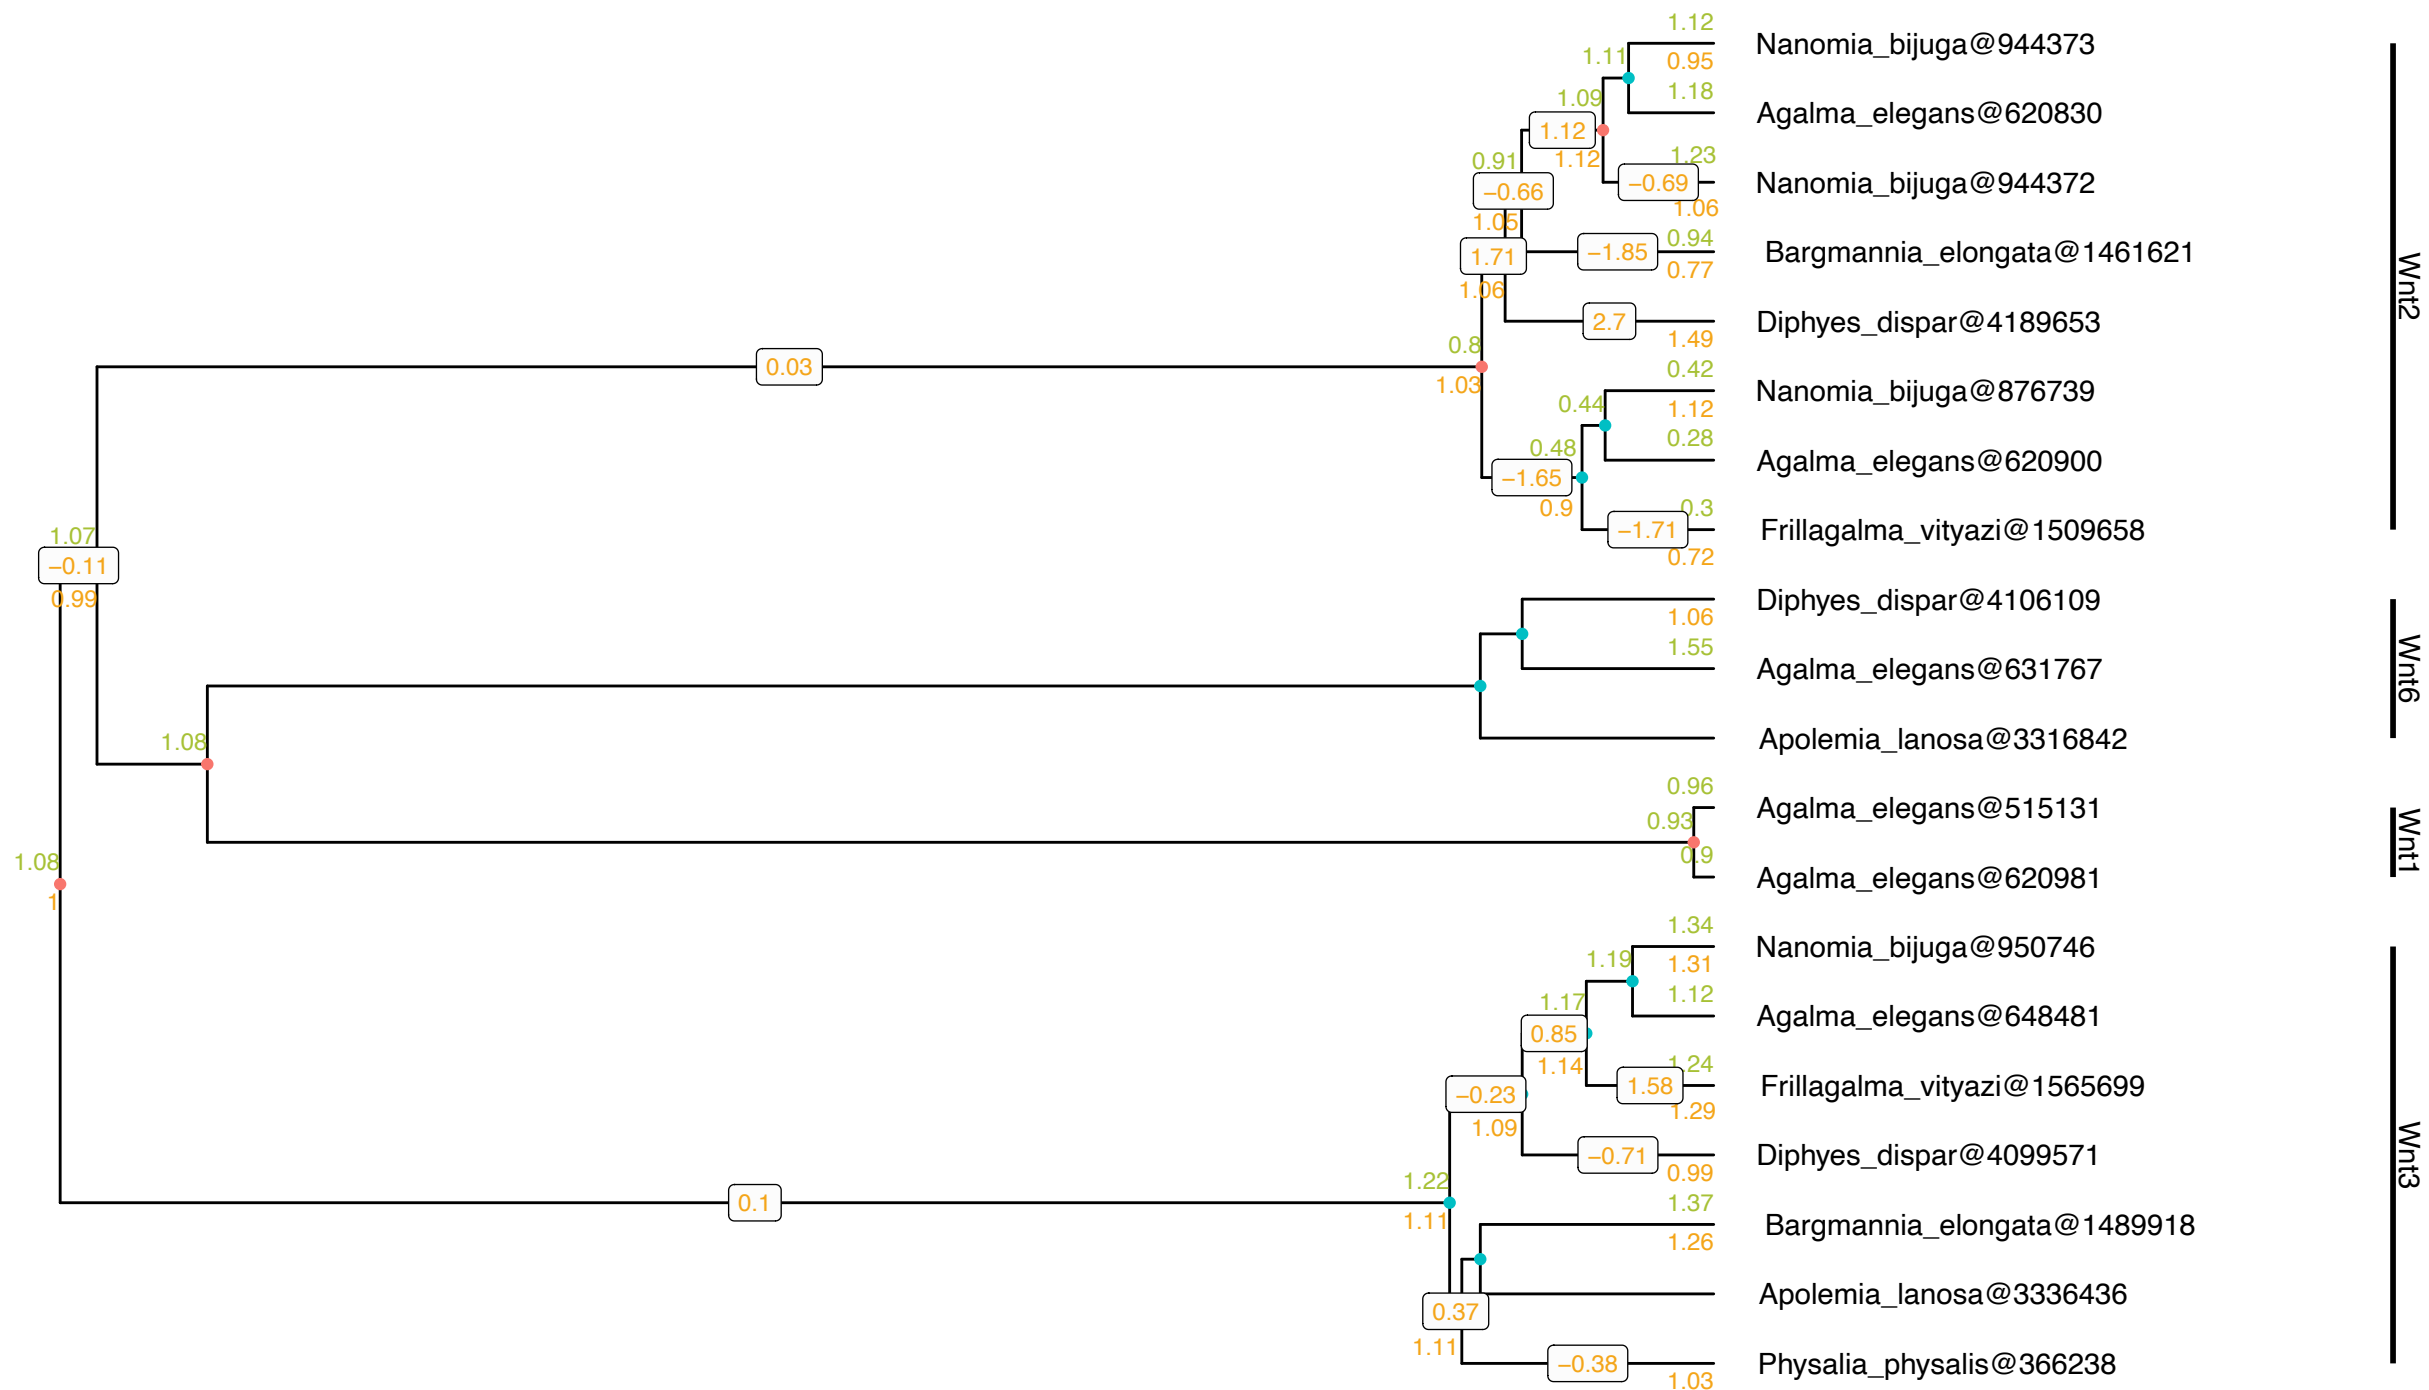 1.12
Nanomia_bijuga@944373
1.11
0.95
1.18
1.09
Agalma_elegans@620830
1.12
1.12
0.91
1.23
Nanomia_bijuga@944372
−0.69
−0.66
1.06
1.05
0.94
Bargmannia_elongata@1461621
−1.85
1.71
0.77
1.06
Wnt2
Diphyes_dispar@4189653
2.7
1.49
0.8
0.03
0.42
1.03
Nanomia_bijuga@876739
0.44
1.12
0.28
0.48
Agalma_elegans@620900
−1.65
0.9
0.3
Frillagalma_vityazi@1509658
−1.71
0.72
1.07
−0.11
0.99
Diphyes_dispar@4106109
1.06
1.55
Agalma_elegans@631767
Wnt6
1.08
Apolemia_lanosa@3316842
0.96
Agalma_elegans@515131
0.93
Wnt1
0.9
1.08
Agalma_elegans@620981
1
1.34
Nanomia_bijuga@950746
1.19
1.31
1.12
1.17
Agalma_elegans@648481
0.85
1.14
1.24
Frillagalma_vityazi@1565699
1.58
−0.23
1.29
1.09
Diphyes_dispar@4099571
−0.71
Wnt3
0.99
1.22
0.1
1.37
1.11
Bargmannia_elongata@1489918
1.26
Apolemia_lanosa@3336436
0.37
1.11
Physalia_physalis@366238
−0.38
1.03